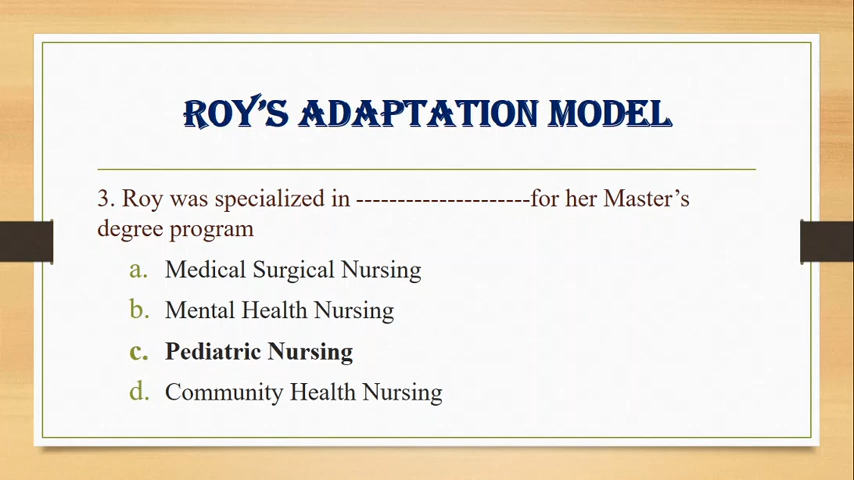 ROY'S ADAPTATION MODEL
3. Roy was specialized in ---------------------for her Master's
degree program
a. Medical Surgical Nursing
b. Mental Health Nursing
c. Pediatric Nursing
d. Community Health Nursing